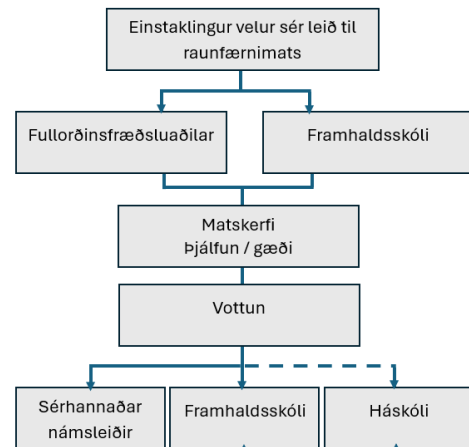 Einstaklingur velur sér leið til
raunfærnimats
Fullorðinsfræðsluaðilar
Framhaldsskóli
Matskerfi
Þjálfun / gæði
Vottun
Sérhannaðar
námsleiðir
Framhaldsskóli
Háskóli